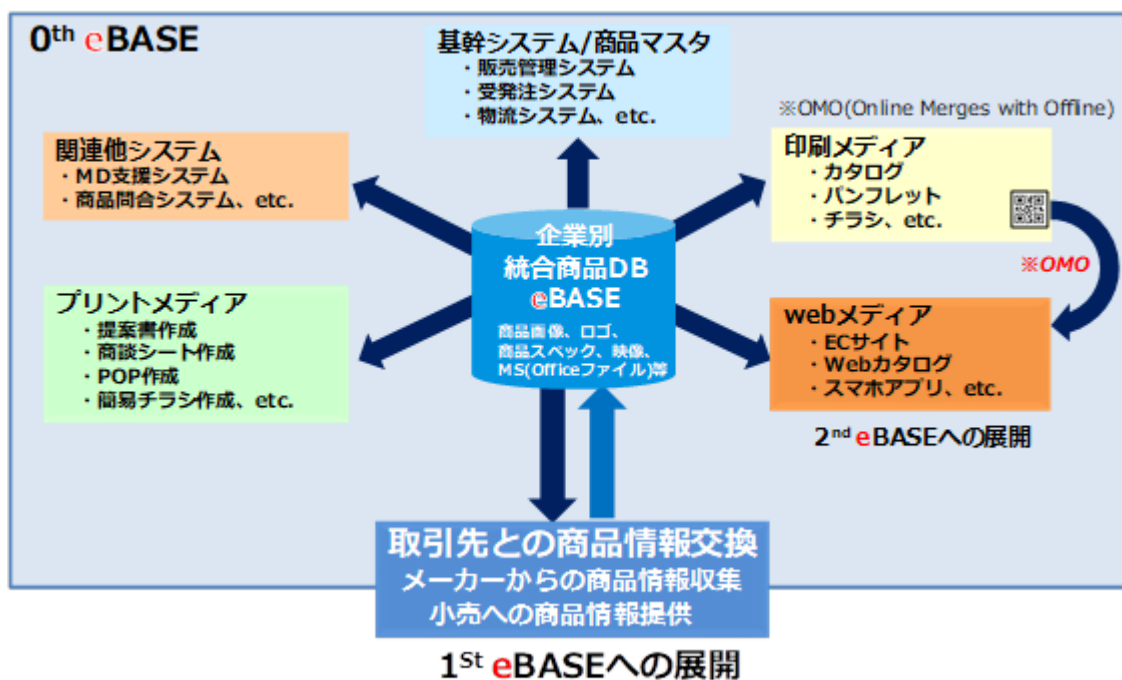 0th eBASE
基幹システム/商品マスタ
・販売管理システム
・受発注システム
・物流システム、etc.
※OMO(Online Merges with Offline)
関連他システム
・MD支援システム
・商品問合システム、etc.
印刷メディア
・カタログ
・パンフレット
・チラシ、etc.
※OMO
企業別
統合商品DB
eBASE
商品画像、ロゴ、
商品スペック、映像、
MS(Officeファイル)等
プリントメディア
・提案書作成
・商談シート作成
・POP作成
・簡易チラシ作成、etc.
webメディア
・ECサイト
・Webカタログ
・スマホアプリ、etc.
2nd eBASEへの展開
取引先との商品情報交換
メーカーからの商品情報収集
小売への商品情報提供
1St eBASEへの展開